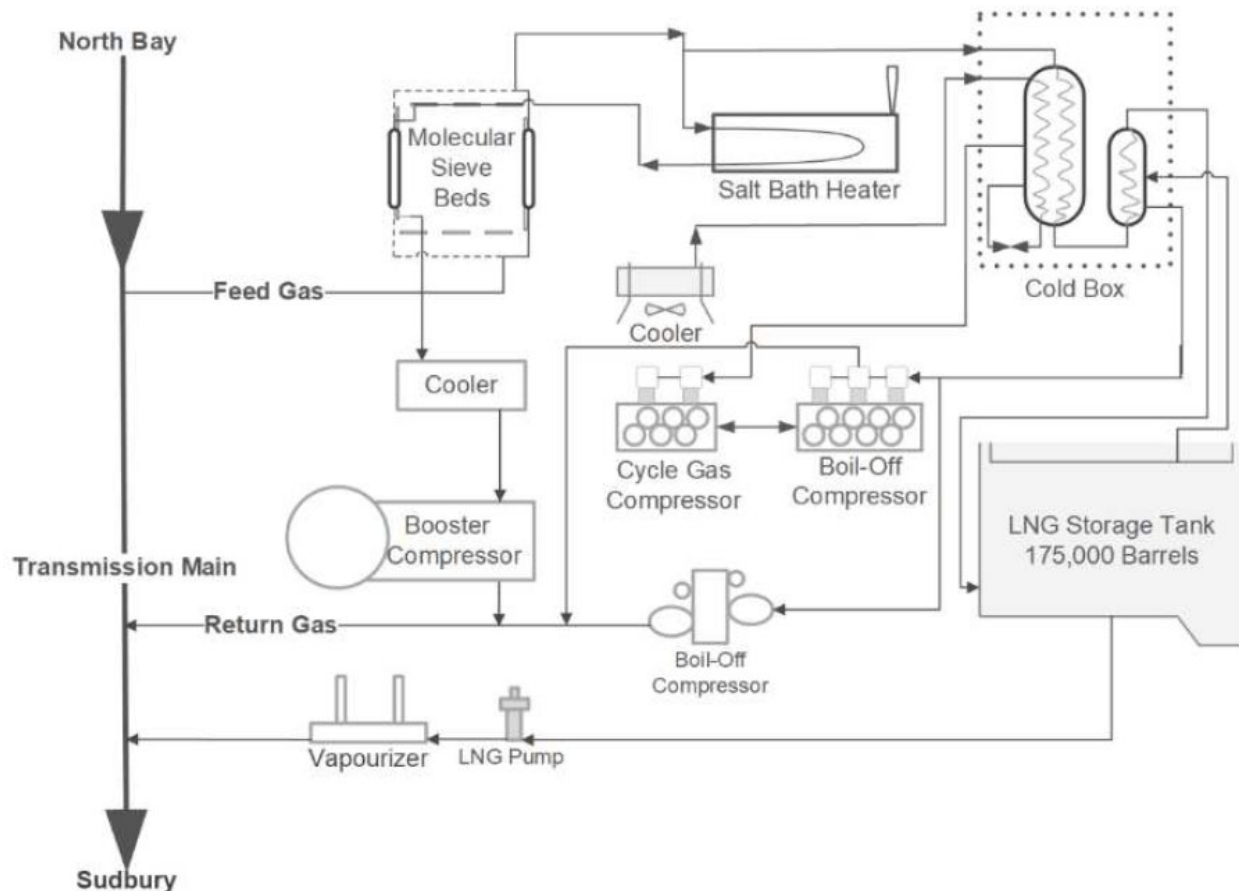 North Bay
Molecular
Sieve
Beds
Salt Bath Heater
Cold Box
Feed Gas
Cooler
Cooler
Cycle Gas
Compressor
Boil-Off
Compressor
LNG Storage Tank
175,000 Barrels
Booster
Compressor
Transmission Main
Return Gas
Boil-Off
Compressor
Vapourizer
LNG Pump
Sudbury